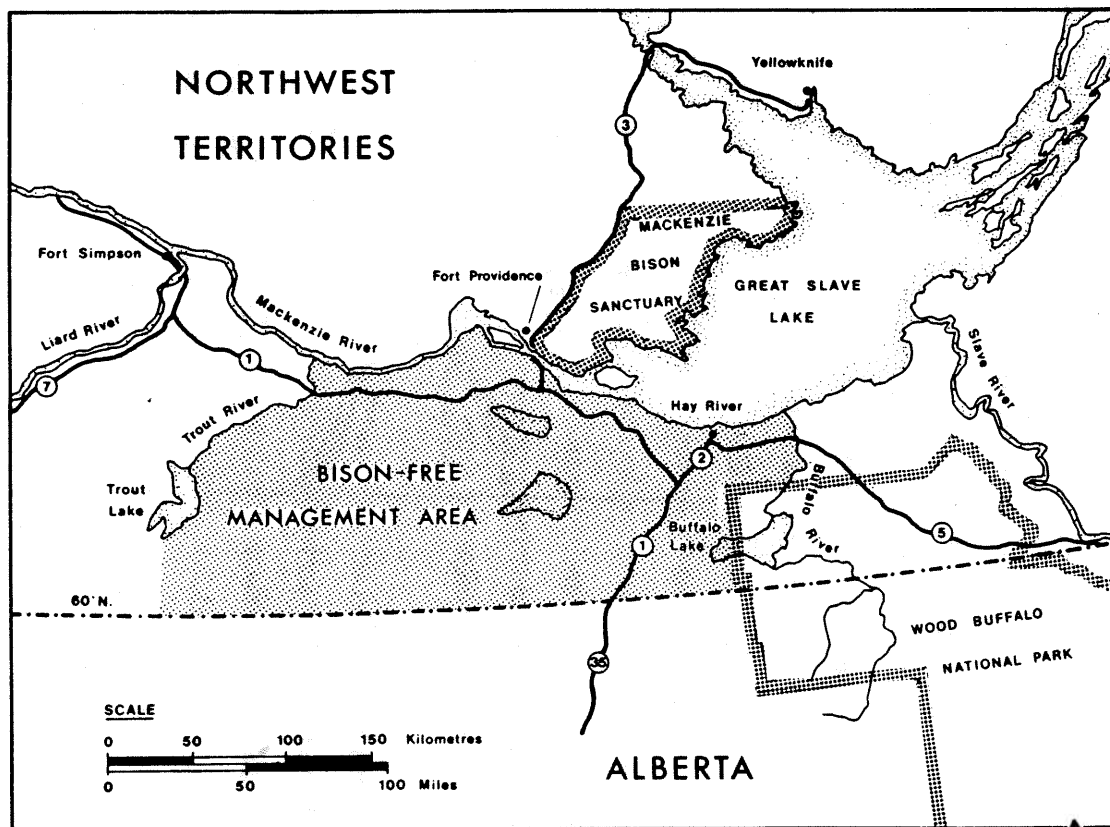 NORTHWEST
TERRITORIES
Yellowknife
3
MACKENZIE
BISON
SANCTUARY
Fort Simpson
Fort Providence
GREAT SLAVE
LAKE
Mackenzie River
Liard River
1
7
Slave River
Trout River
Hay River
2
BISON-FREE
MANAGEMENT AREA
Trout
Lake
Buffalo
River
Buffalo
Lake
1
5
60°N.
WOOD BUFFALO
NATIONAL PARK
35
SCALE
0 50 100 150 Kilometres
0 50 100 Miles
ALBERTA